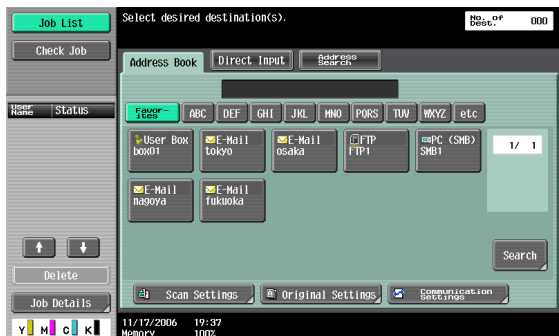 Job List
Select desired destination(s).
No. of Dest. 000
Check Job
Address Book
Direct Input
Address Search
User Name Status
Favor-ites
ABC
DEF
GHI
JKL
MNO
PQRS
TUV
WXYZ
etc
User Box
box01
E-Mail
tokyo
E-Mail
osaka
FTP
FTP1
PC (SMB)
SMB1
1/ 1
E-Mail
nagoya
E-Mail
fukuoka
Search
Delete
Job Details
Scan Settings
Original Settings
Communication Settings
Y M C K
11/17/2006 19:37
Memory 100%